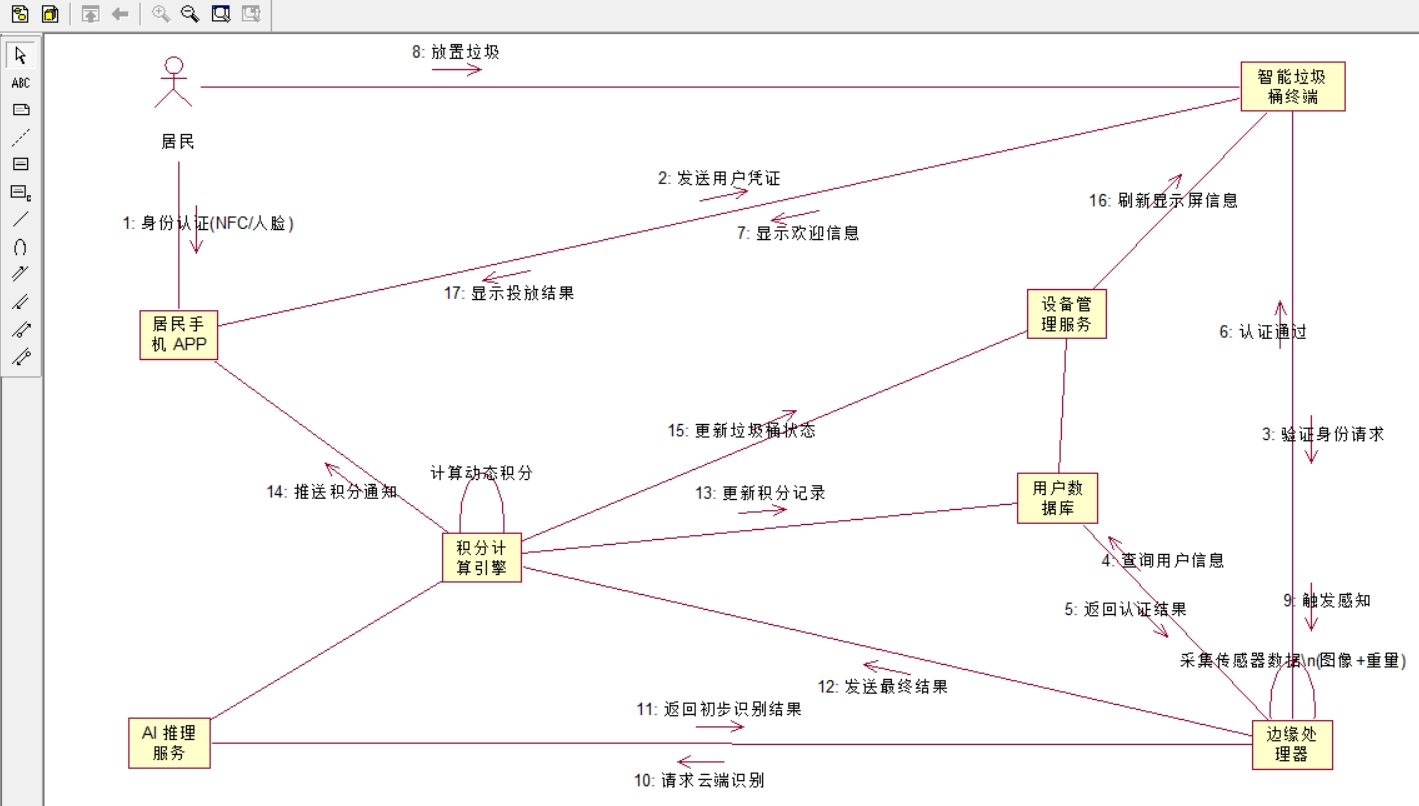 8: 放置垃圾
智能垃圾
桶终端
ABC
居民
2: 发送用户凭证
16: 刷新显示屏信息
1: 身份认证(NFC/人脸)
7: 显示欢迎信息
17: 显示投放结果
设备管
理服务
居民手
机 APP
6: 认证通过
15: 更新垃圾桶状态
3: 验证身份请求
计算动态积分
14: 推送积分通知
13: 更新积分记录
用户数
据库
积分计
算引擎
4: 查询用户信息
9: 触发感知
5: 返回认证结果
采集传感器数据\n(图像+重量)
12: 发送最终结果
11: 返回初步识别结果
AI 推理
服务
边缘处
理器
10: 请求云端识别